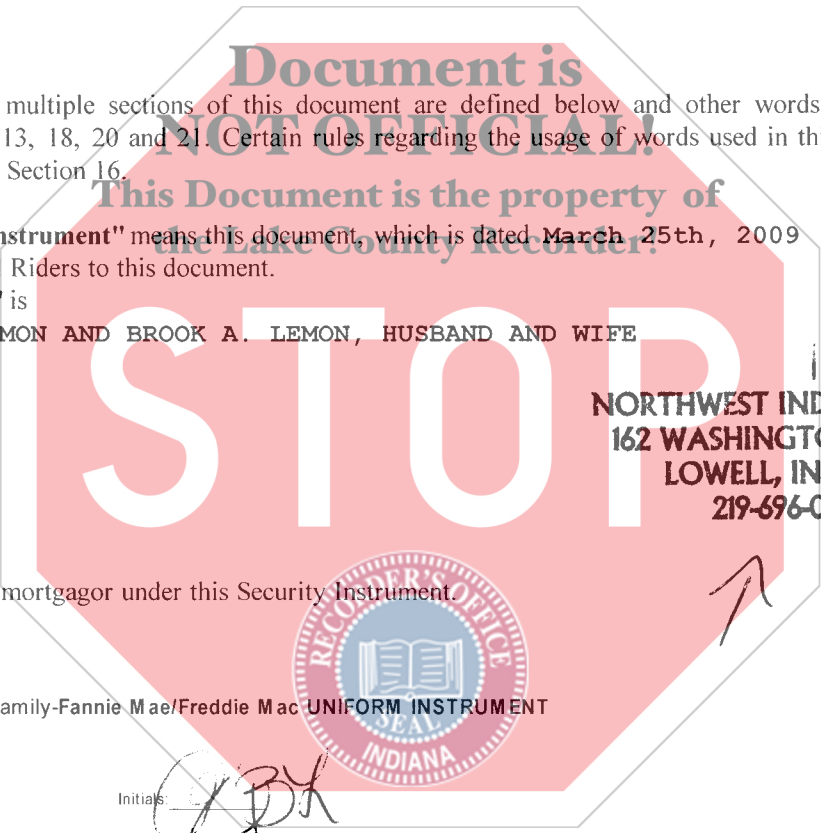 Document is
multiple sections of this document are defined below and other words
13, 18, 20 and 21. Certain rules regarding the usage of words used in th
NOT OFFICIAL!
Section 16.
This Document is the property of
nstrument" means this document, which is dated March 25th, 2009
the Lake County Recorder!
Riders to this document.
" is
MON AND BROOK A. LEMON, HUSBAND AND WIFE
STOP
NORTHWEST IND
162 WASHINGTO
LOWELL, IN
219-696-0
mortgagor under this Security Instrument.
RECORDER'S OFFICE
SEAL
INDIANA
amily-Fannie Mae/Freddie Mac UNIFORM INSTRUMENT
Initials: